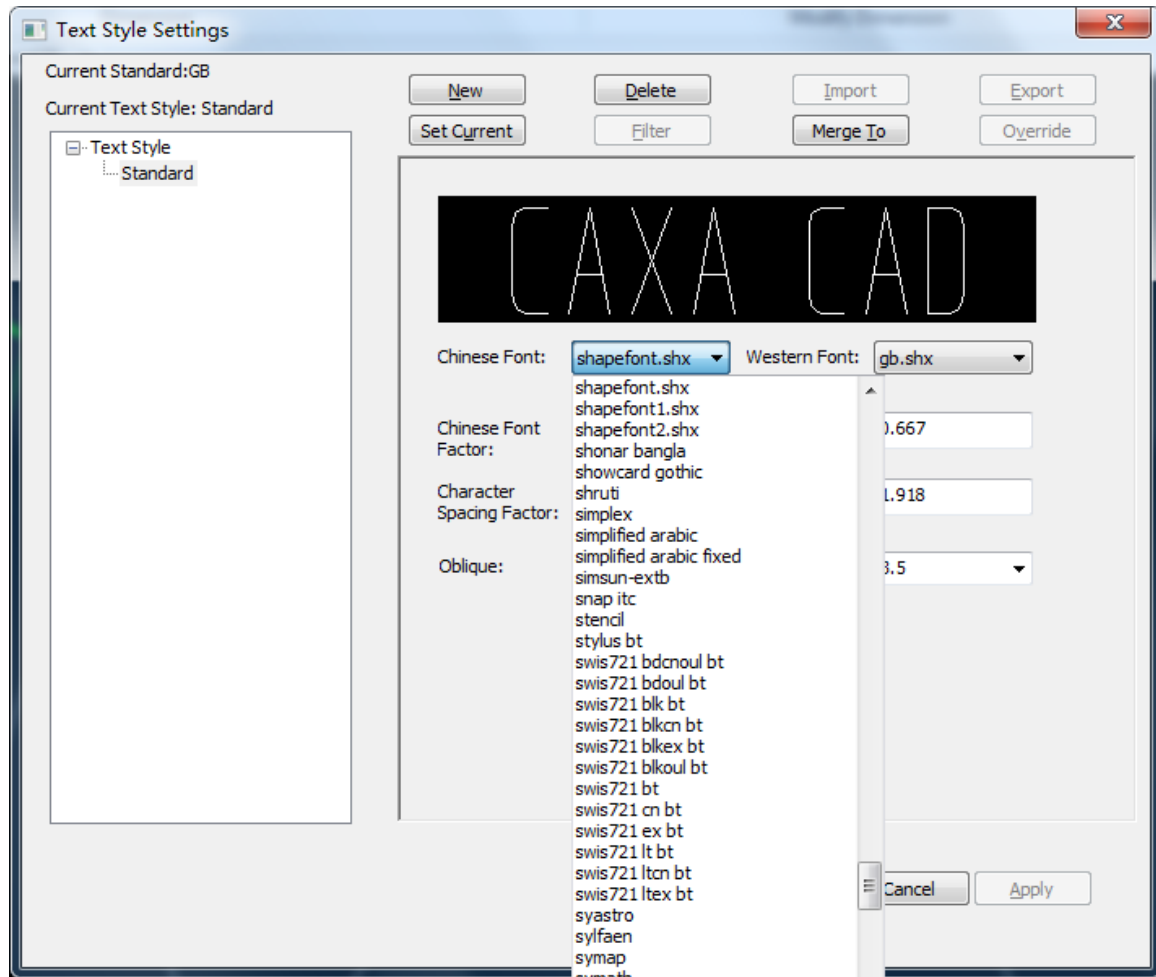 Text Style Settings
Current Standard:GB
Current Text Style: Standard
New Delete Import Export
Set Current Filter Merge To Override
Text Style
Standard
CAXA CAD
Chinese Font: shapefont.shx Western Font: gb.shx
shapefont.shx
shapefont1.shx
Chinese Font
Factor:
shapefont2.shx
.667
shonar bangla
showcard gothic
Character
Spacing Factor:
shruti
.918
simplex
simplified arabic
simplified arabic fixed
Oblique:
.5
simsun-extb
snap itc
stencil
stylus bt
swis721 bdcnoul bt
swis721 bdoul bt
swis721 blk bt
swis721 blkcn bt
swis721 blkex bt
swis721 blkoul bt
swis721 bt
swis721 cn bt
swis721 ex bt
swis721 lt bt
swis721 ltcn bt
swis721 ltex bt
Cancel Apply
syastro
sylfaen
symap